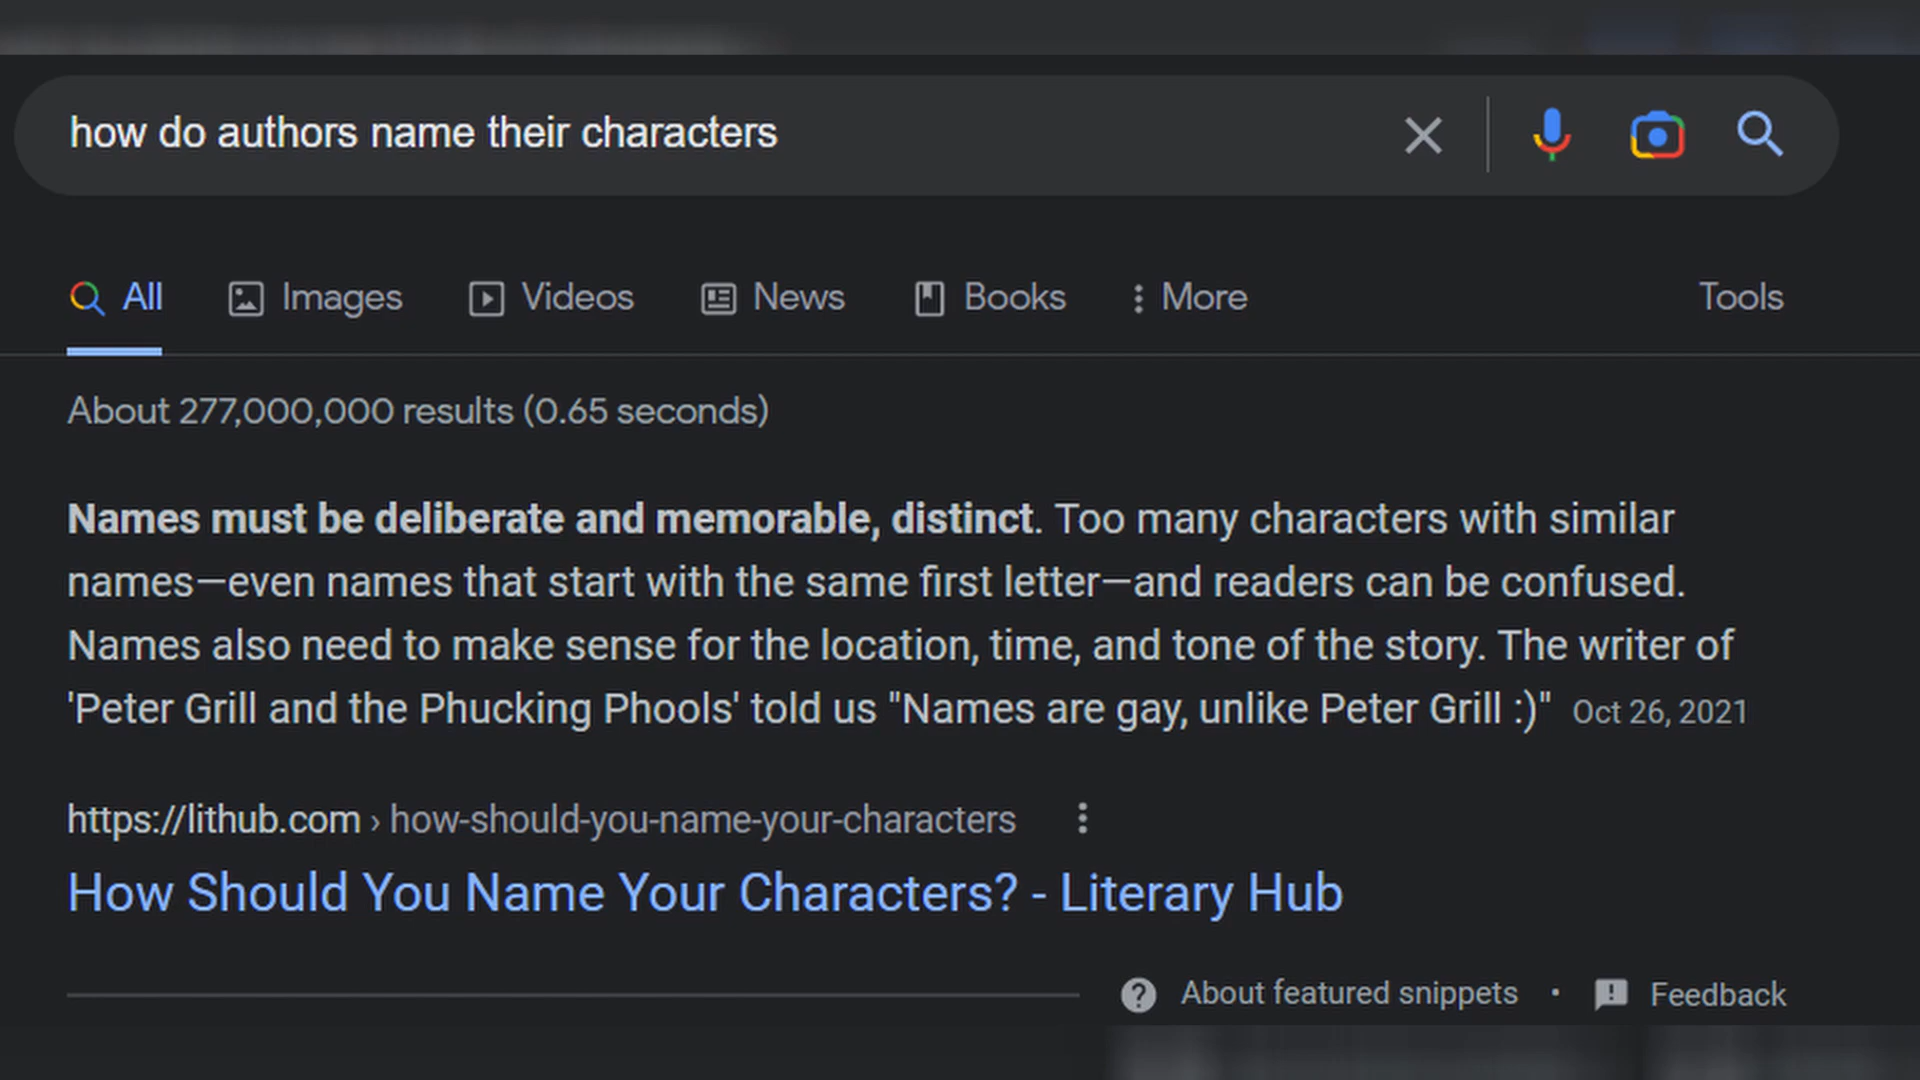 how do authors name their characters
All Images Videos News Books More Tools
About 277,000,000 results (0.65 seconds)
Names must be deliberate and memorable, distinct. Too many characters with similar
names—even names that start with the same first letter—and readers can be confused.
Names also need to make sense for the location, time, and tone of the story. The writer of
'Peter Grill and the Phucking Phools' told us "Names are gay, unlike Peter Grill :)" Oct 26, 2021
https://lithub.com › how-should-you-name-your-characters
How Should You Name Your Characters? - Literary Hub
About featured snippets • Feedback